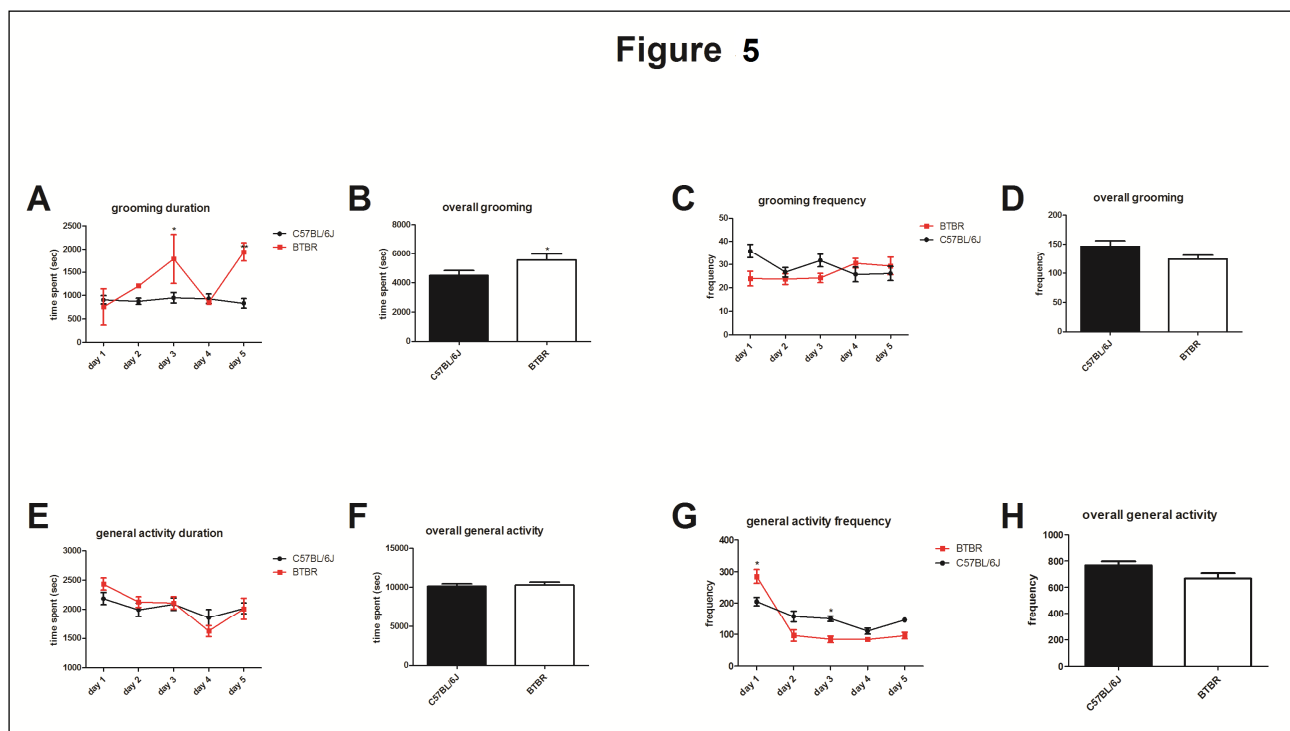 Figure 5
A
grooming duration
time spent (sec)
2500
2000
1500
1000
500
0
*
day 1
day 2
day 3
day 4
day 5
C57BL/6J
BTBR
B
overall grooming
time spent (sec)
8000
6000
4000
2000
0
*
C57BL/6J
BTBR
C
grooming frequency
frequency
50
40
30
20
10
0
day 1
day 2
day 3
day 4
day 5
BTBR
C57BL/6J
D
overall grooming
frequency
200
150
100
50
0
C57BL/6J
BTBR
E
general activity duration
time spent (sec)
3000
2500
2000
1500
1000
day 1
day 2
day 3
day 4
day 5
C57BL/6J
BTBR
F
overall general activity
time spent (sec)
15000
10000
5000
0
C57BL/6J
BTBR
G
general activity frequency
frequency
400
300
200
100
0
*
*
day 1
day 2
day 3
day 4
day 5
BTBR
C57BL/6J
H
overall general activity
frequency
1000
800
600
400
200
0
C57BL/6J
BTBR